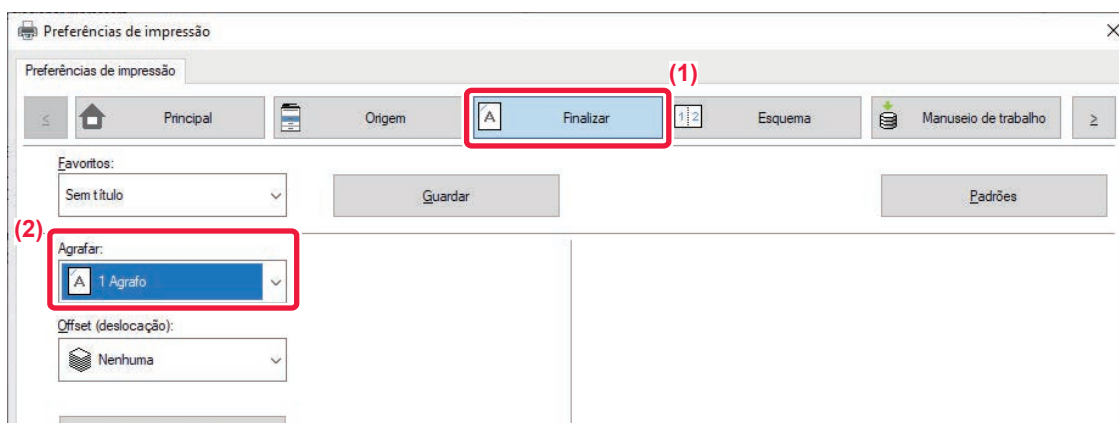 Preferências de impressão
Preferências de impressão
(1)
< Principal Origem A Finalizar 1 2 Esquema Manuseio de trabalho >
Favoritos:
Sem título Guardar Padrões
(2)
Agrafar:
A 1 Agrafo
Offset (deslocação):
Nenhuma